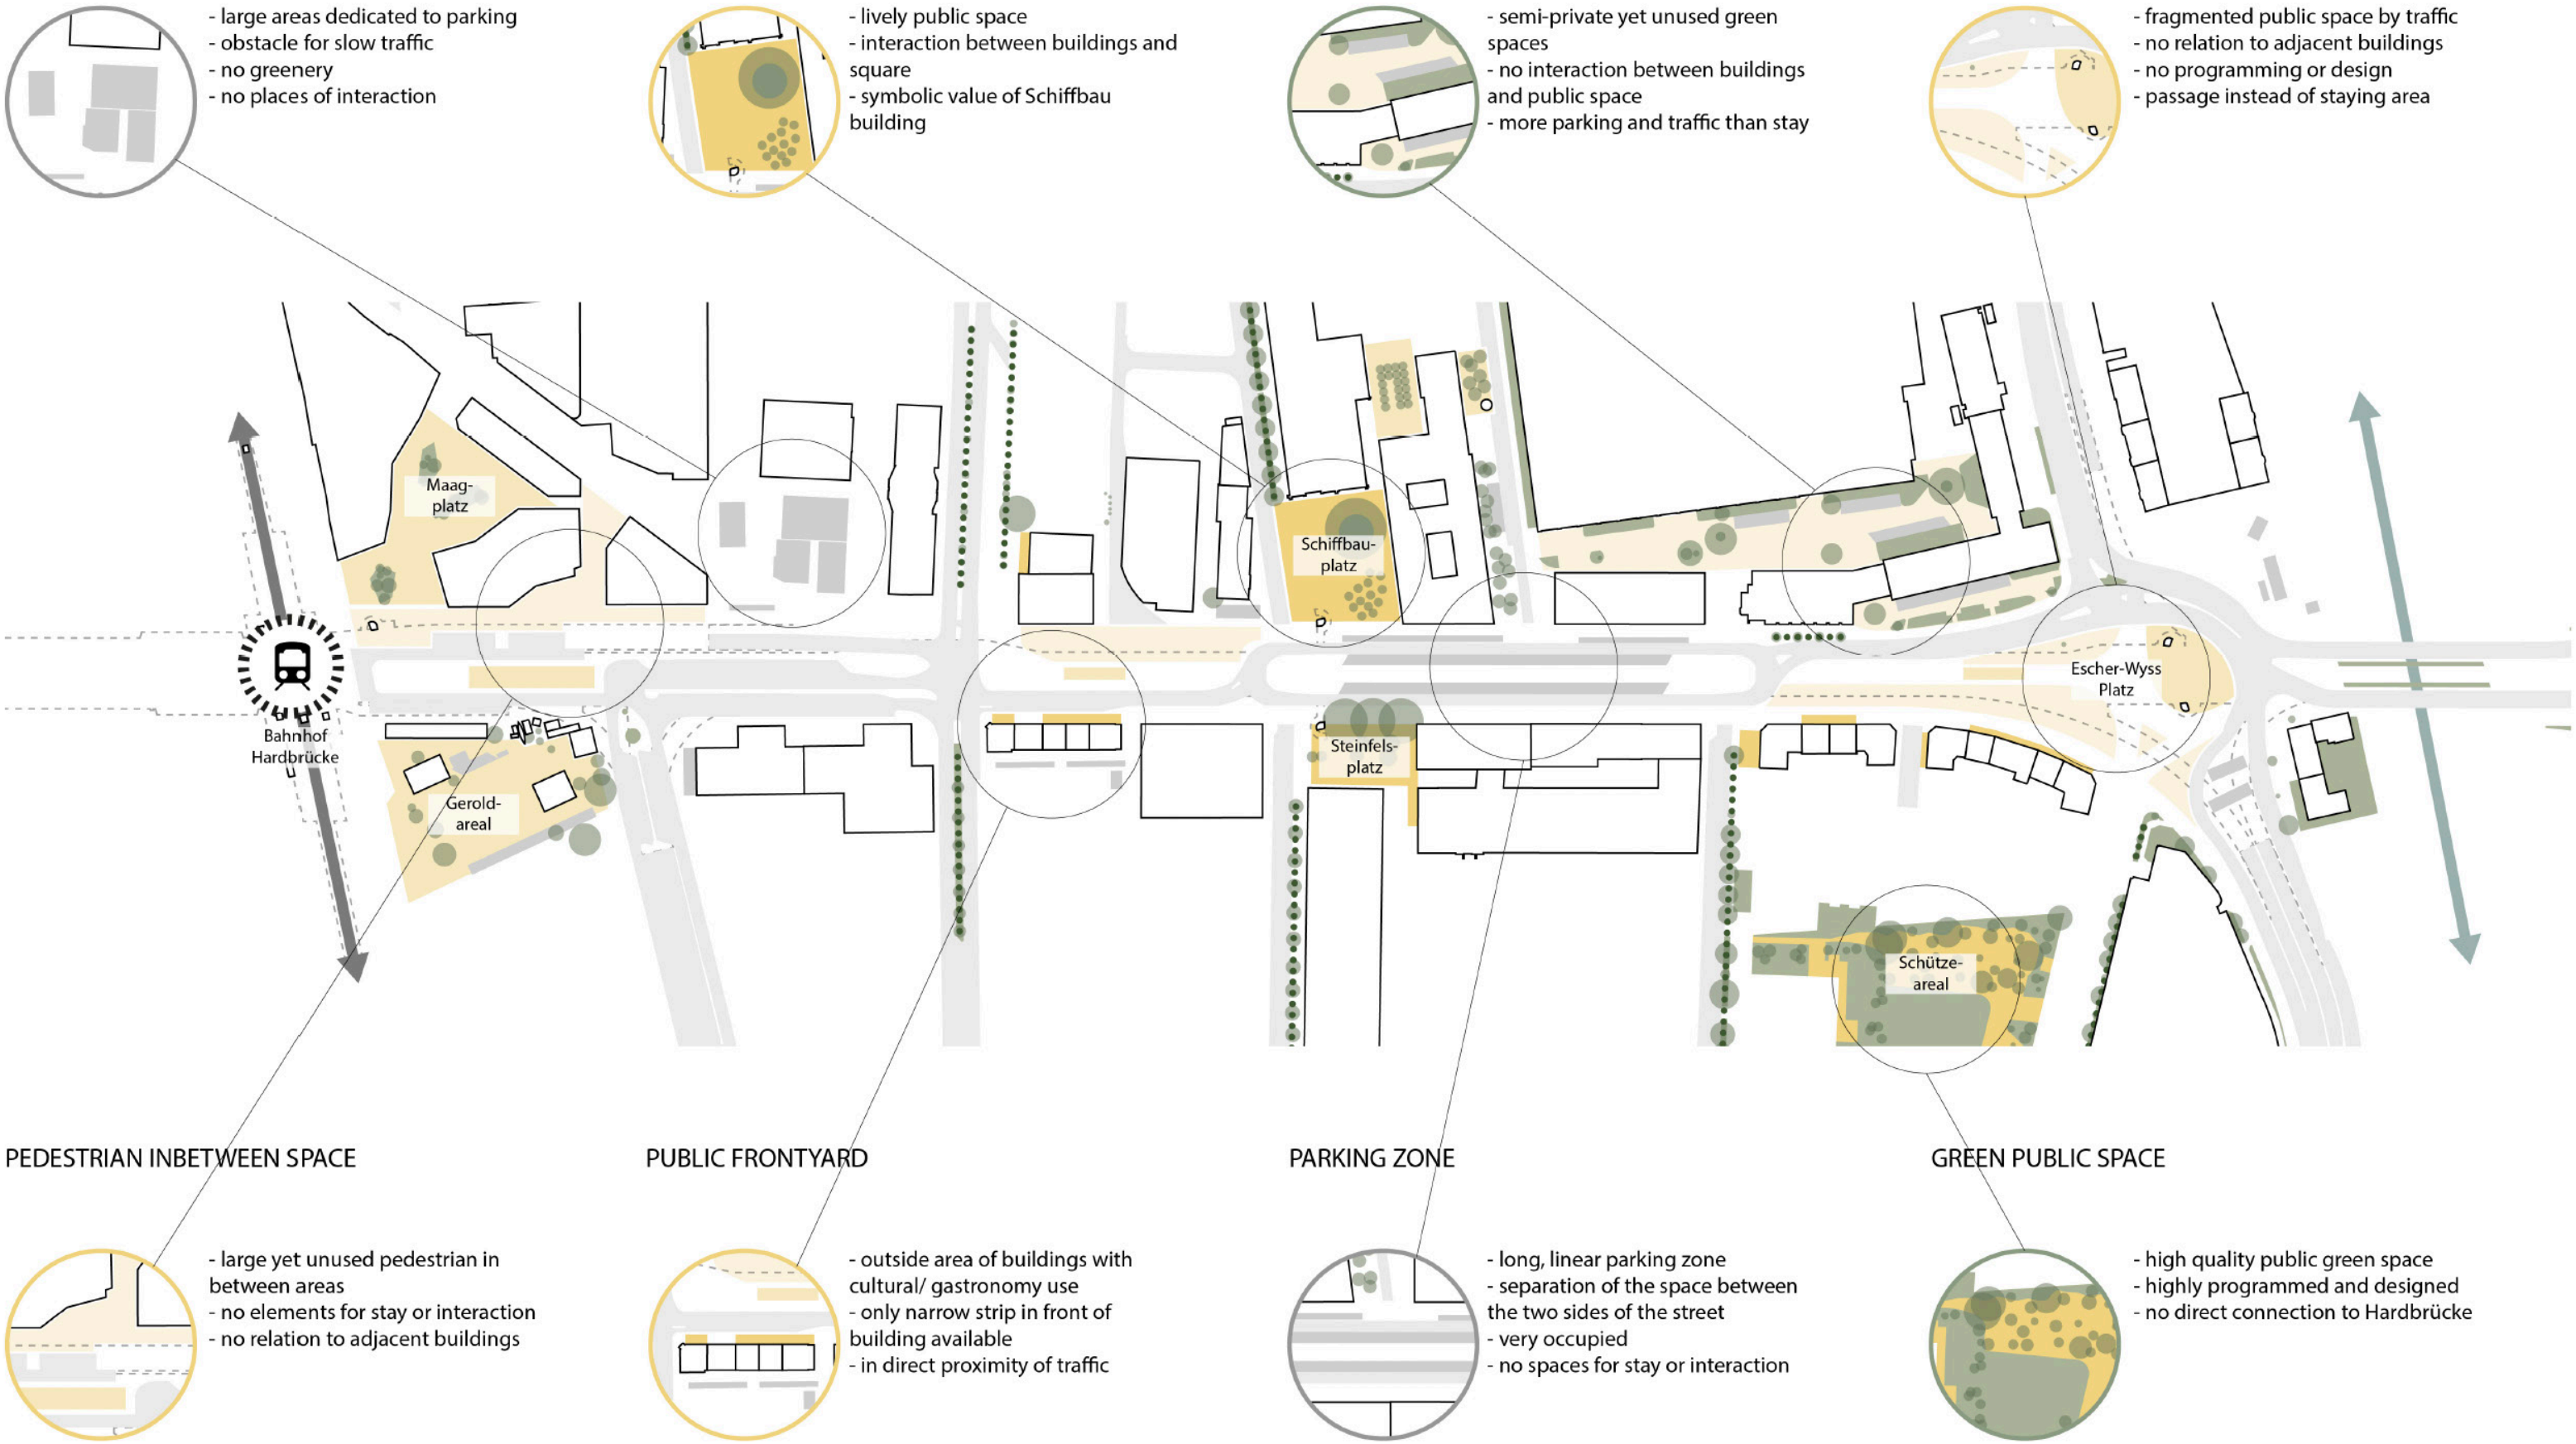 - large areas dedicated to parking
- obstacle for slow traffic
- no greenery
- no places of interaction
- lively public space
- interaction between buildings and
square
- symbolic value of Schiffbau
building
- semi-private yet unused green
spaces
- no interaction between buildings
and public space
- more parking and traffic than stay
- fragmented public space by traffic
- no relation to adjacent buildings
- no programming or design
- passage instead of staying area
Maag-
platz
Schiffbau-
platz
Escher-Wyss
Platz
Bahnhof
Hardbrücke
Steinfels-
platz
Gerold-
areal
Schütze-
areal
PEDESTRIAN INBETWEEN SPACE
PUBLIC FRONTYARD
PARKING ZONE
GREEN PUBLIC SPACE
- large yet unused pedestrian in
between areas
- no elements for stay or interaction
- no relation to adjacent buildings
- outside area of buildings with
cultural/ gastronomy use
- only narrow strip in front of
building available
- in direct proximity of traffic
- long, linear parking zone
- separation of the space between
the two sides of the street
- very occupied
- no spaces for stay or interaction
- high quality public green space
- highly programmed and designed
- no direct connection to Hardbrücke